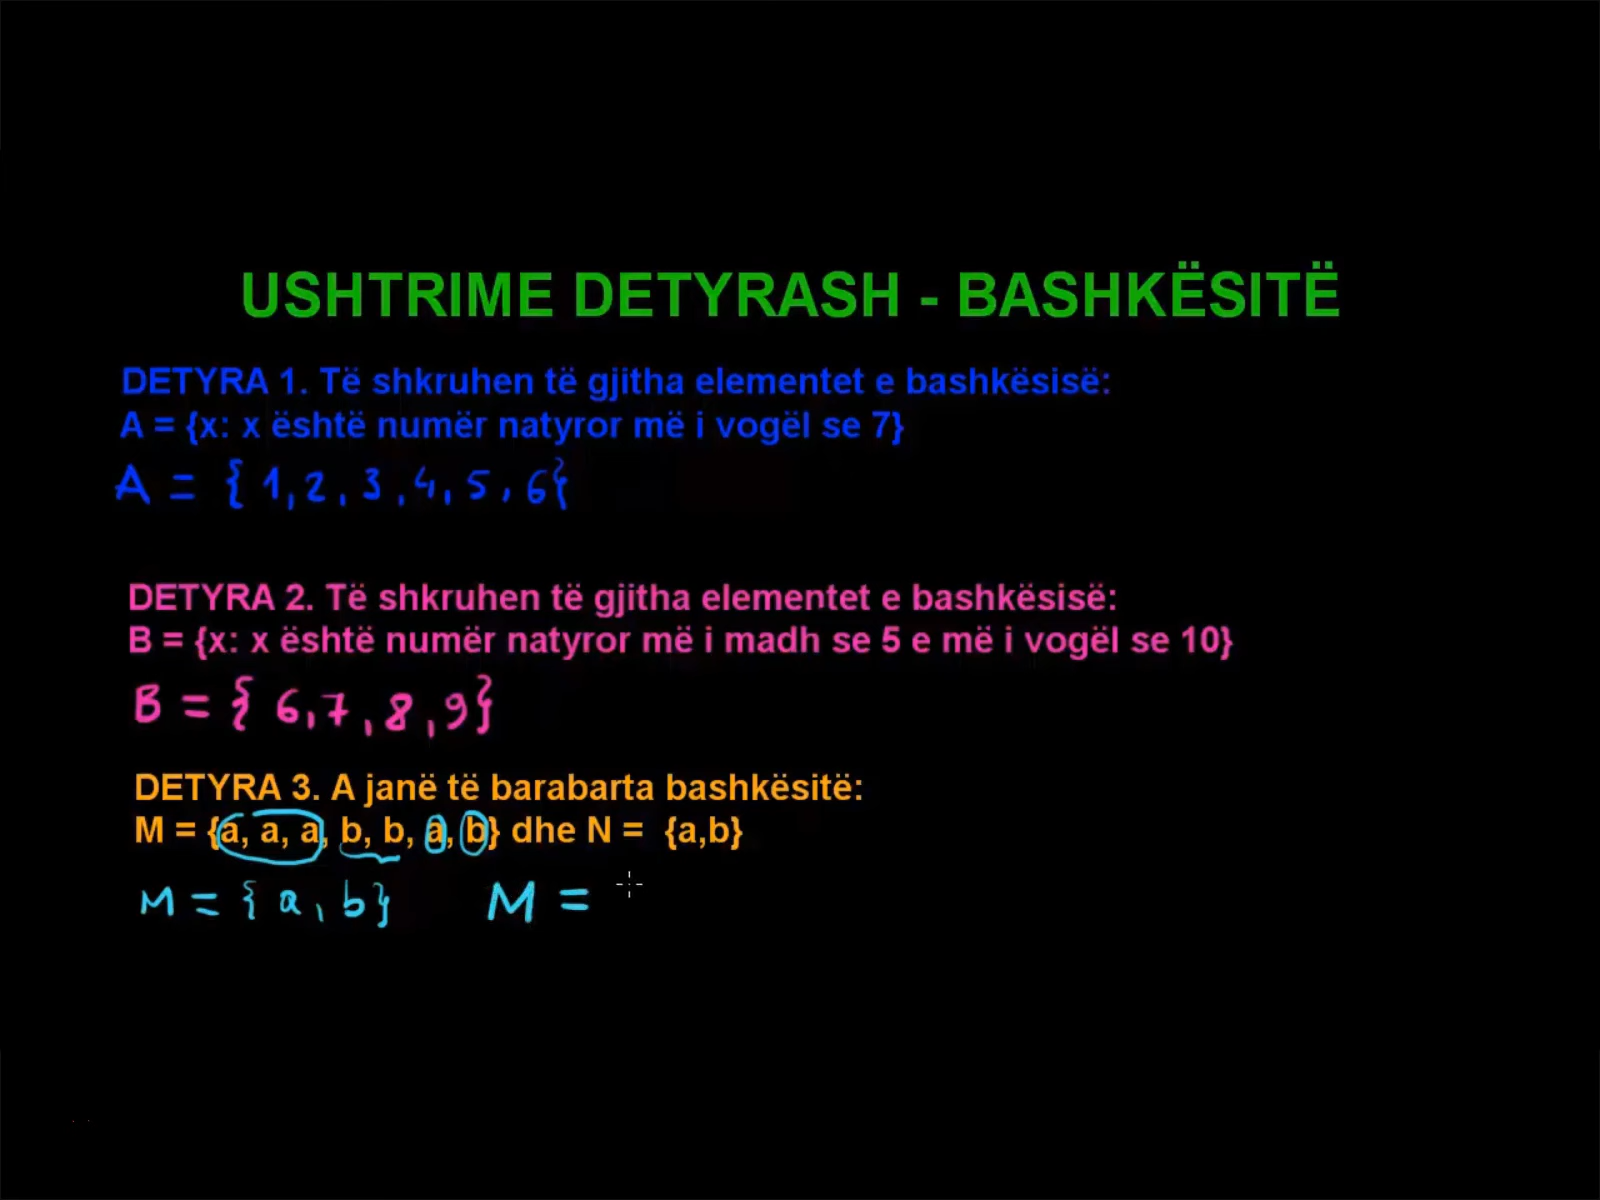 USHTRIME DETYRASH - BASHKËSITË
DETYRA 1. Të shkruhen të gjitha elementet e bashkësisë:
A = {x: x është numër natyror më i vogël se 7}
A = { 1, 2, 3, 4, 5, 6}
DETYRA 2. Të shkruhen të gjitha elementet e bashkësisë:
B = {x: x është numër natyror më i madh se 5 e më i vogël se 10}
B = { 6, 7, 8, 9}
DETYRA 3. A janë të barabarta bashkësitë:
M = {a, a, a, b, b, a, b} dhe N = {a,b}
M = { a, b} M =